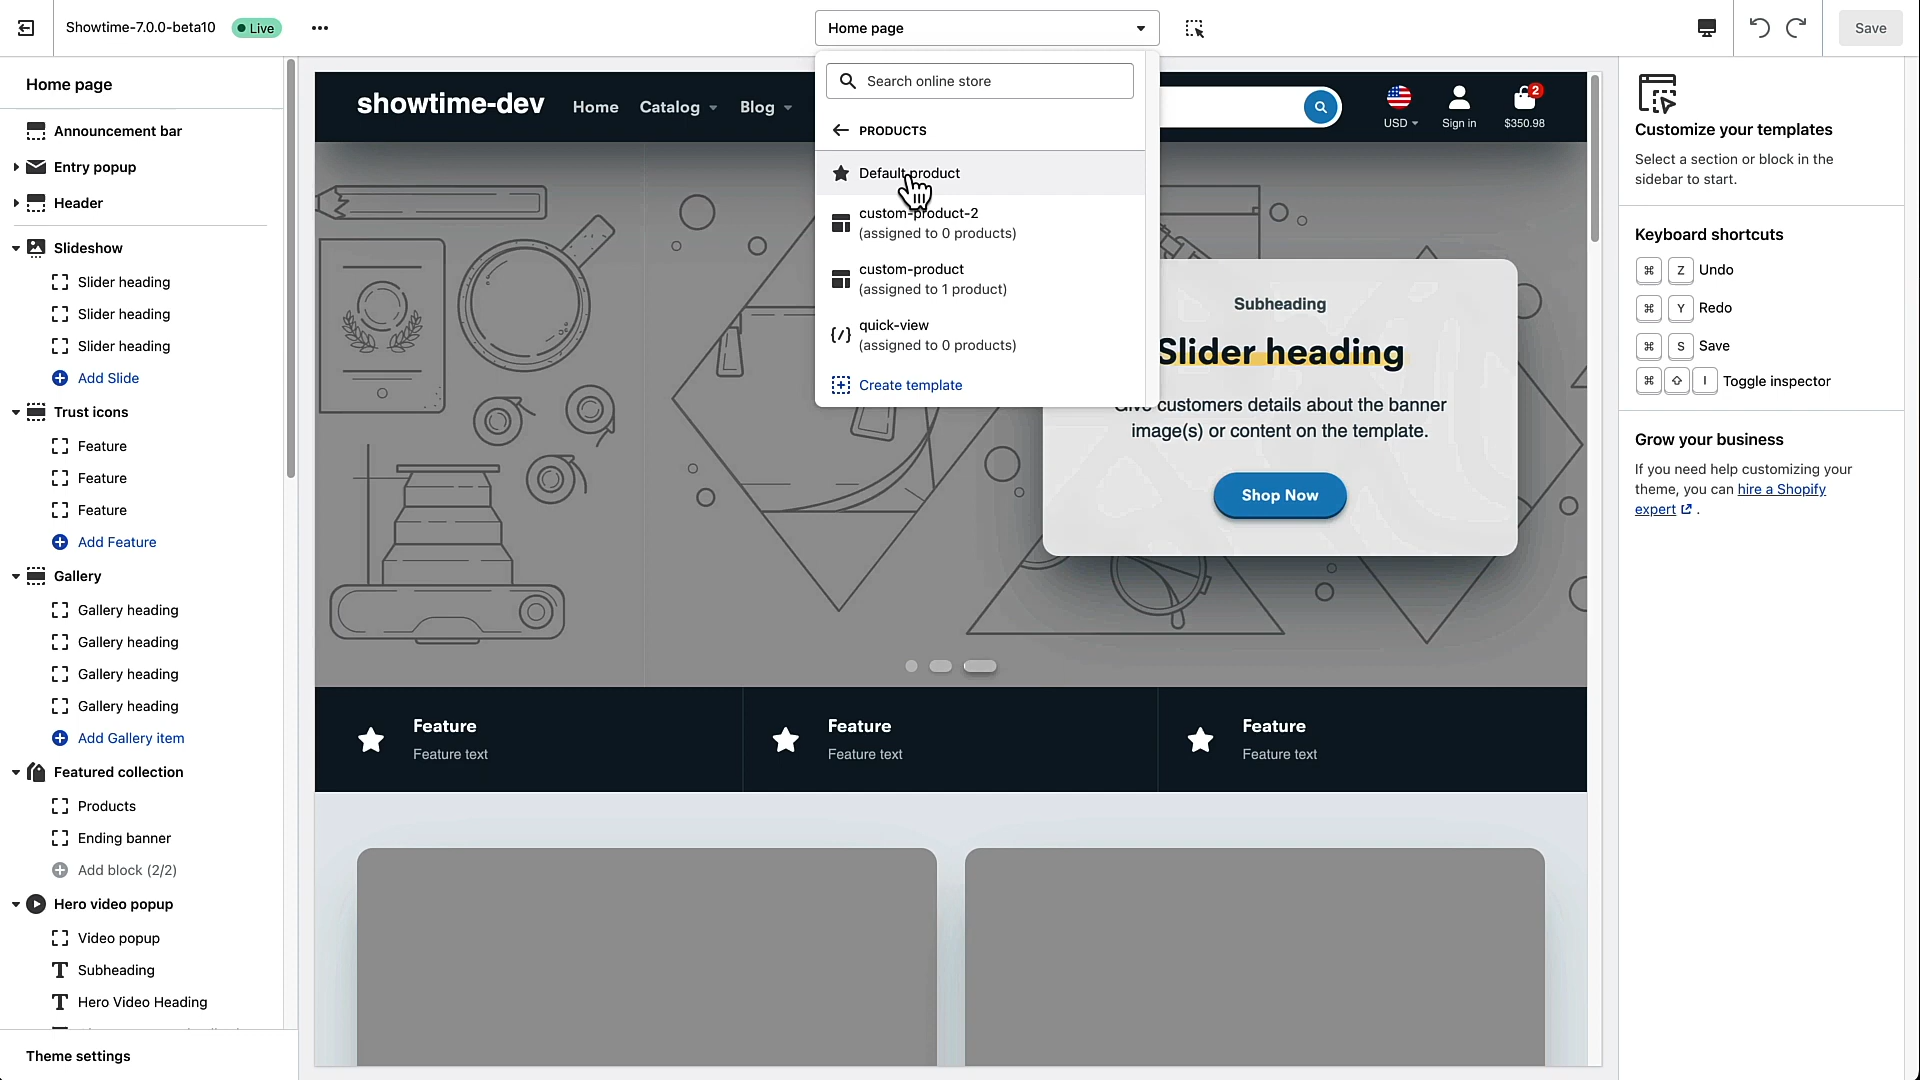 Showtime-7.0.0-beta10
Live
Home page
Save
Home page
Announcement bar
Entry popup
Header
Slideshow
Slider heading
Slider heading
Slider heading
Add Slide
Trust icons
Feature
Feature
Feature
Add Feature
Gallery
Gallery heading
Gallery heading
Gallery heading
Gallery heading
Add Gallery item
Featured collection
Products
Ending banner
Add block (2/2)
Hero video popup
Video popup
Subheading
Hero Video Heading
Theme settings
Search online store
PRODUCTS
Default product
custom-product-2
(assigned to 0 products)
custom-product
(assigned to 1 product)
quick-view
(assigned to 0 products)
Create template
showtime-dev
Home
Catalog
Blog
USD
Sign in
2
$350.98
Subheading
Slider heading
Give customers details about the banner
image(s) or content on the template.
Shop Now
Feature
Feature text
Feature
Feature text
Feature
Feature text
Customize your templates
Select a section or block in the
sidebar to start.
Keyboard shortcuts
⌘ Z Undo
⌘ Y Redo
⌘ S Save
⌘ ⇧ I Toggle inspector
Grow your business
If you need help customizing your
theme, you can hire a Shopify
expert .